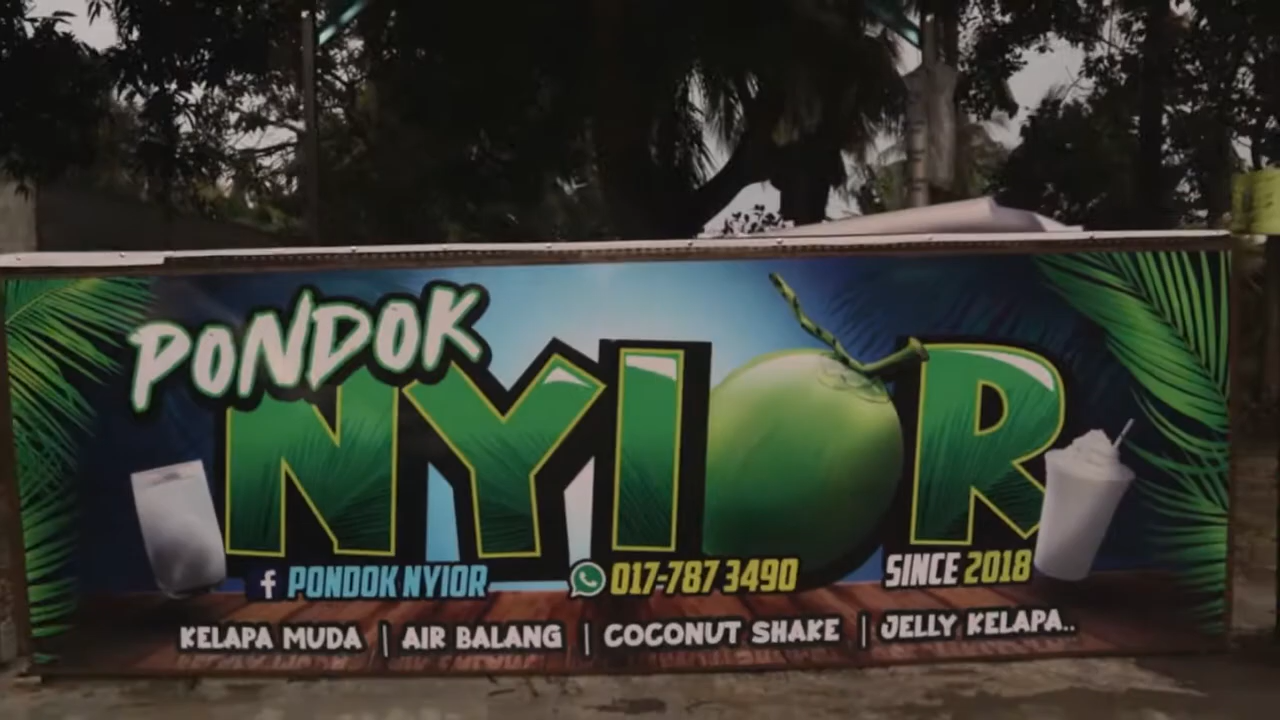 PONDOK
NYIOR
PONDOK NYIOR 017-787 3490 SINCE 2018
KELAPA MUDA | AIR BALANG | COCONUT SHAKE | JELLY KELAPA..